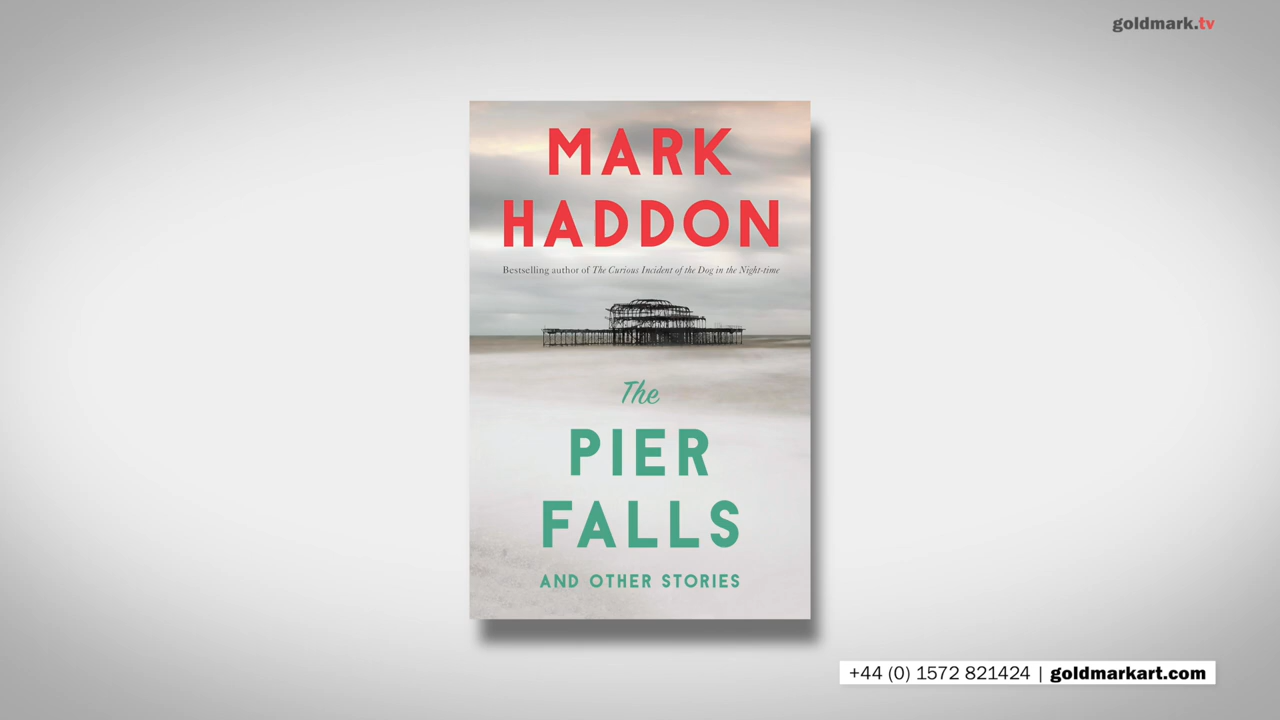 goldmark.tv
MARK
HADDON
Bestselling author of The Curious Incident of the Dog in the Night-time
The
PIER
FALLS
AND OTHER STORIES
+44 (0) 1572 821424 | goldmarkart.com